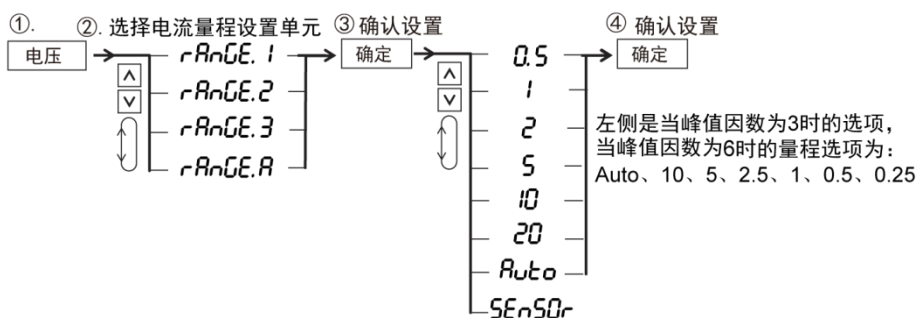 ①. ②. 选择电流量程设置单元 ③ 确认设置 ④ 确认设置
电压 rAnGE.1 确定 0.5 确定
rAnGE.2 1
rAnGE.3 2
rAnGE.A 5
10
20
Auto
SEnSOr
左侧是当峰值因数为3时的选项，
当峰值因数为6时的量程选项为：
Auto、10、5、2.5、1、0.5、0.25